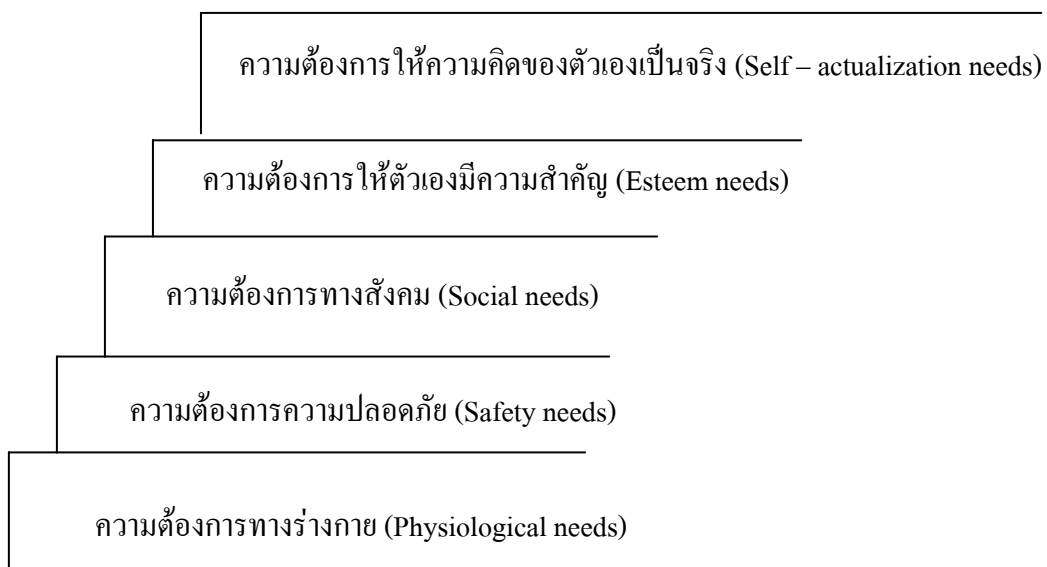 ความต้องการให้ความคิดของตัวเองเป็นจริง (Self – actualization needs)
ความต้องการให้ตัวเองมีความสำคัญ (Esteem needs)
ความต้องการทางสังคม (Social needs)
ความต้องการความปลอดภัย (Safety needs)
ความต้องการทางร่างกาย (Physiological needs)